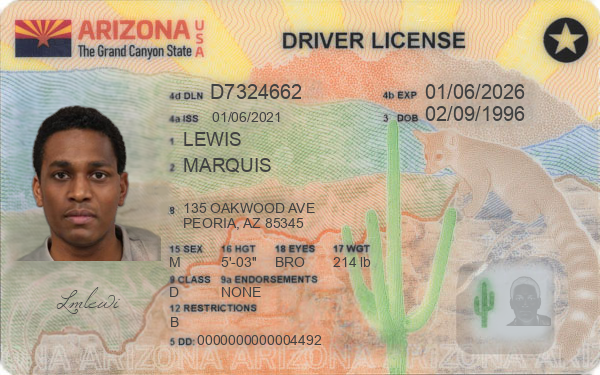 ARIZONA USA
The Grand Canyon State
DRIVER LICENSE
4d DLN D7324662
4b EXP 01/06/2026
4a ISS 01/06/2021
3 DOB 02/09/1996
1 LEWIS
2 MARQUIS
8 135 OAKWOOD AVE
PEORIA, AZ 85345
15 SEX 16 HGT 18 EYES 17 WGT
M 5'-03" BRO 214 lb
9 CLASS 9a ENDORSEMENTS
D NONE
12 RESTRICTIONS
B
5 DD: 0000000000004492
ARIZONA ARIZONA ARIZONA ARIZONA